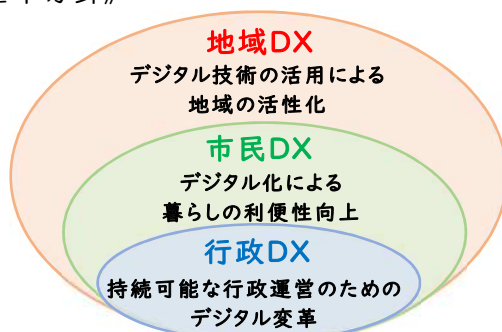 地域DX
デジタル技術の活用による
地域の活性化
市民DX
デジタル化による
暮らしの利便性向上
行政DX
持続可能な行政運営のための
デジタル変革